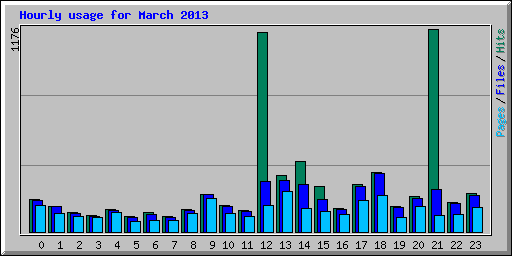 Hourly usage for March 2013
1176
Pages/Files/Hits
0 1 2 3 4 5 6 7 8 9 10 11 12 13 14 15 16 17 18 19 20 21 22 23